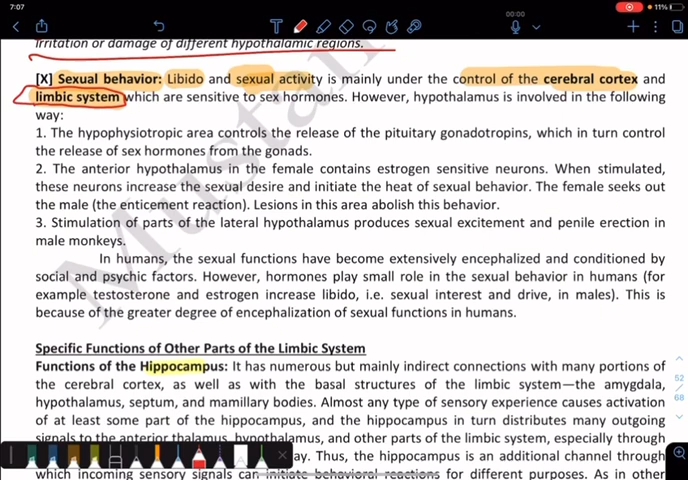 7:07
00:00
11%
T
irritation or damage of different hypothalamic regions.
[X] Sexual behavior: Libido and sexual activity is mainly under the control of the cerebral cortex and
limbic system which are sensitive to sex hormones. However, hypothalamus is involved in the following
way:
1. The hypophysiotropic area controls the release of the pituitary gonadotropins, which in turn control
the release of sex hormones from the gonads.
2. The anterior hypothalamus in the female contains estrogen sensitive neurons. When stimulated,
these neurons increase the sexual desire and initiate the heat of sexual behavior. The female seeks out
the male (the enticement reaction). Lesions in this area abolish this behavior.
3. Stimulation of parts of the lateral hypothalamus produces sexual excitement and penile erection in
male monkeys.
In humans, the sexual functions have become extensively encephalized and conditioned by
social and psychic factors. However, hormones play small role in the sexual behavior in humans (for
example testosterone and estrogen increase libido, i.e. sexual interest and drive, in males). This is
because of the greater degree of encephalization of sexual functions in humans.
Specific Functions of Other Parts of the Limbic System
Functions of the Hippocampus: It has numerous but mainly indirect connections with many portions of
the cerebral cortex, as well as with the basal structures of the limbic system—the amygdala,
hypothalamus, septum, and mamillary bodies. Almost any type of sensory experience causes activation
of at least some part of the hippocampus, and the hippocampus in turn distributes many outgoing
signals to the anterior thalamus, hypothalamus, and other parts of the limbic system, especially through
ay. Thus, the hippocampus is an additional channel through
which incoming sensory signals can initiate behavioral reactions for different purposes. As in other
52
68